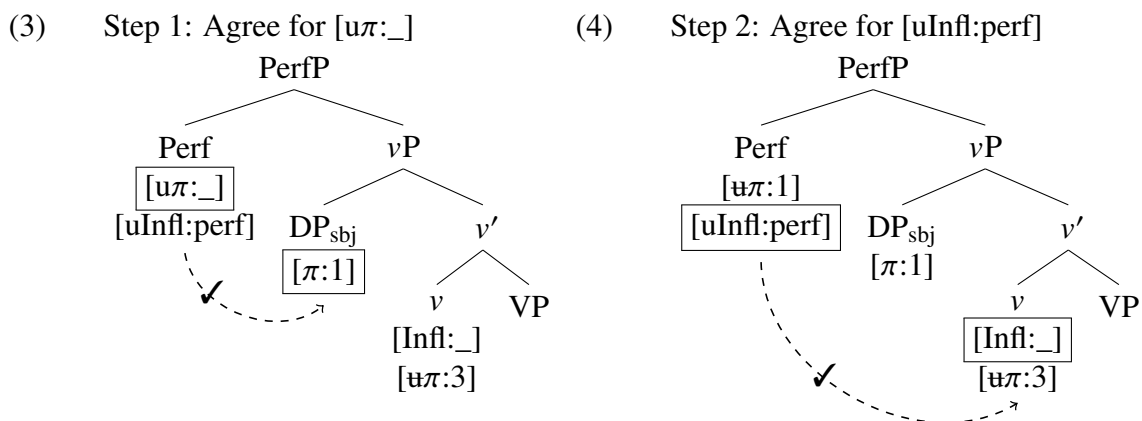 (3) Step 1: Agree for [uπ:_]
PerfP
Perf vP
[uπ:_]
[uInfl:perf] DPsbj v′
[π:1]
✓
v VP
[Infl:_]
[uπ:3]
(4) Step 2: Agree for [uInfl:perf]
PerfP
Perf vP
[uπ:1]
[uInfl:perf] DPsbj v′
[π:1]
v VP
[Infl:_]
✓ [uπ:3]